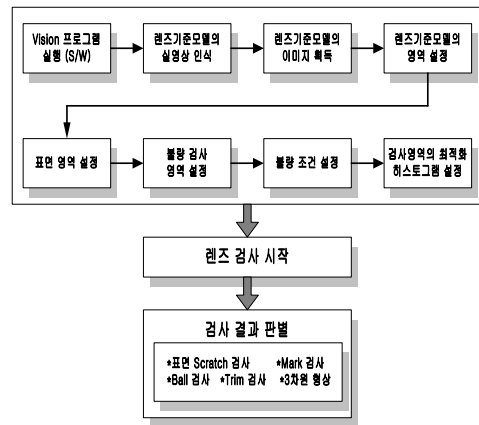 Vision 프로그램
실행 (S/W)
렌즈기준모델의
실영상 인식
렌즈기준모델의
이미지 획득
렌즈기준모델의
영역 설정
표면 영역 설정
불량 검사
영역 설정
불량 조건 설정
검사영역의 최적화
히스토그램 설정
렌즈 검사 시작
검사 결과 판별
*표면 Scratch 검사 *Mark 검사
*Ball 검사 *Trim 검사 *3차원 형상